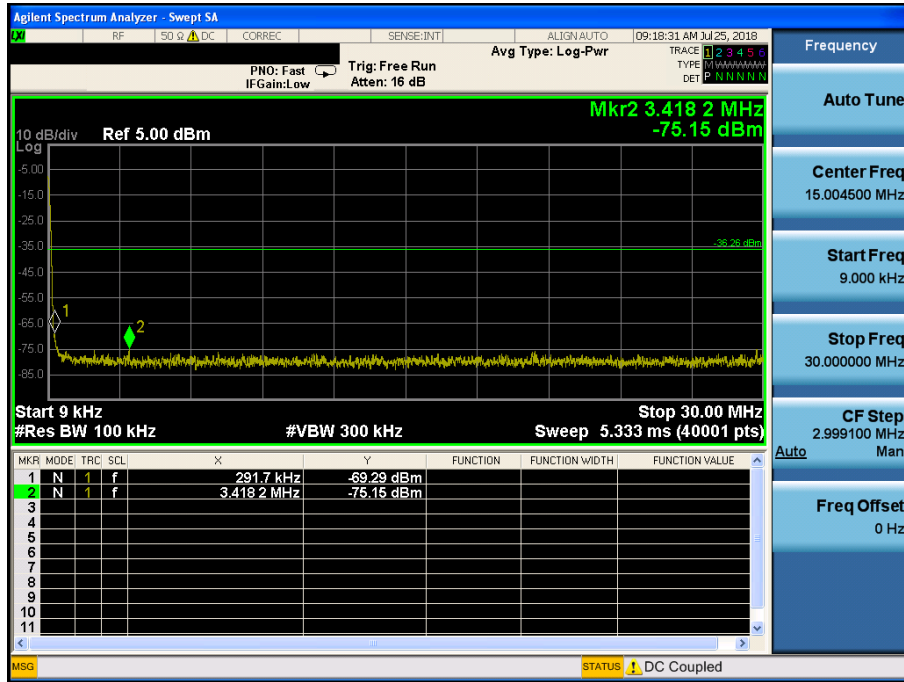 Agilent Spectrum Analyzer - Swept SA
LXI RF 50 Ω DC CORREC SENSE:INT ALIGN AUTO 09:18:31 AM Jul 25, 2018
Avg Type: Log-Pwr
TRACE 1 2 3 4 5 6
PNO: Fast Trig: Free Run
TYPE M WWWWW
IFGain:Low Atten: 16 dB
DET P N N N N N
Mkr2 3.418 2 MHz
10 dB/div Ref 5.00 dBm -75.15 dBm
Log
-5.00
-15.0
-25.0
-35.0
-36.26 dBm
-45.0
-55.0
1
-65.0
2
-75.0
-85.0
Start 9 kHz Stop 30.00 MHz
#Res BW 100 kHz #VBW 300 kHz Sweep 5.333 ms (40001 pts)
MKR MODE TRC SCL X Y FUNCTION FUNCTION WIDTH FUNCTION VALUE
1 N 1 f 291.7 kHz -69.29 dBm
2 N 1 f 3.418 2 MHz -75.15 dBm
3
4
5
6
7
8
9
10
11
MSG STATUS DC Coupled
Frequency
Auto Tune
Center Freq
15.004500 MHz
Start Freq
9.000 kHz
Stop Freq
30.000000 MHz
CF Step
2.999100 MHz
Auto Man
Freq Offset
0 Hz